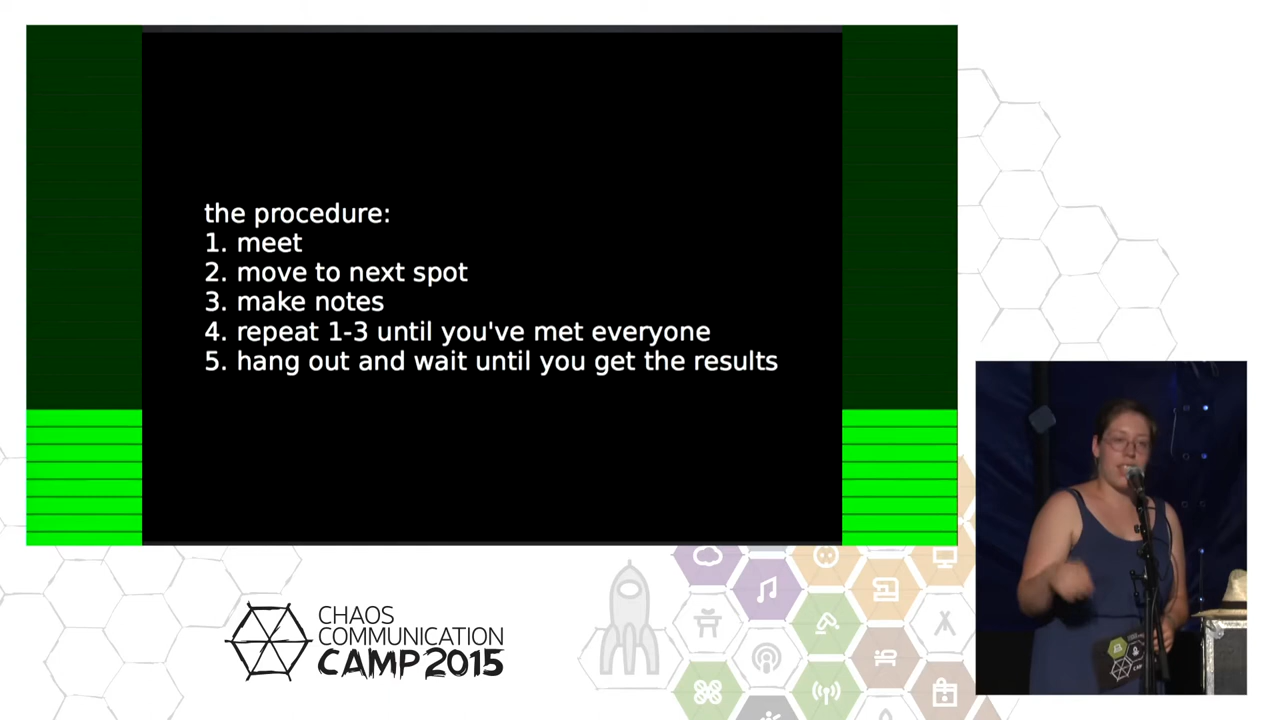 the procedure:
1. meet
2. move to next spot
3. make notes
4. repeat 1-3 until you've met everyone
5. hang out and wait until you get the results
CHAOS
COMMUNICATION
CAMP 2015